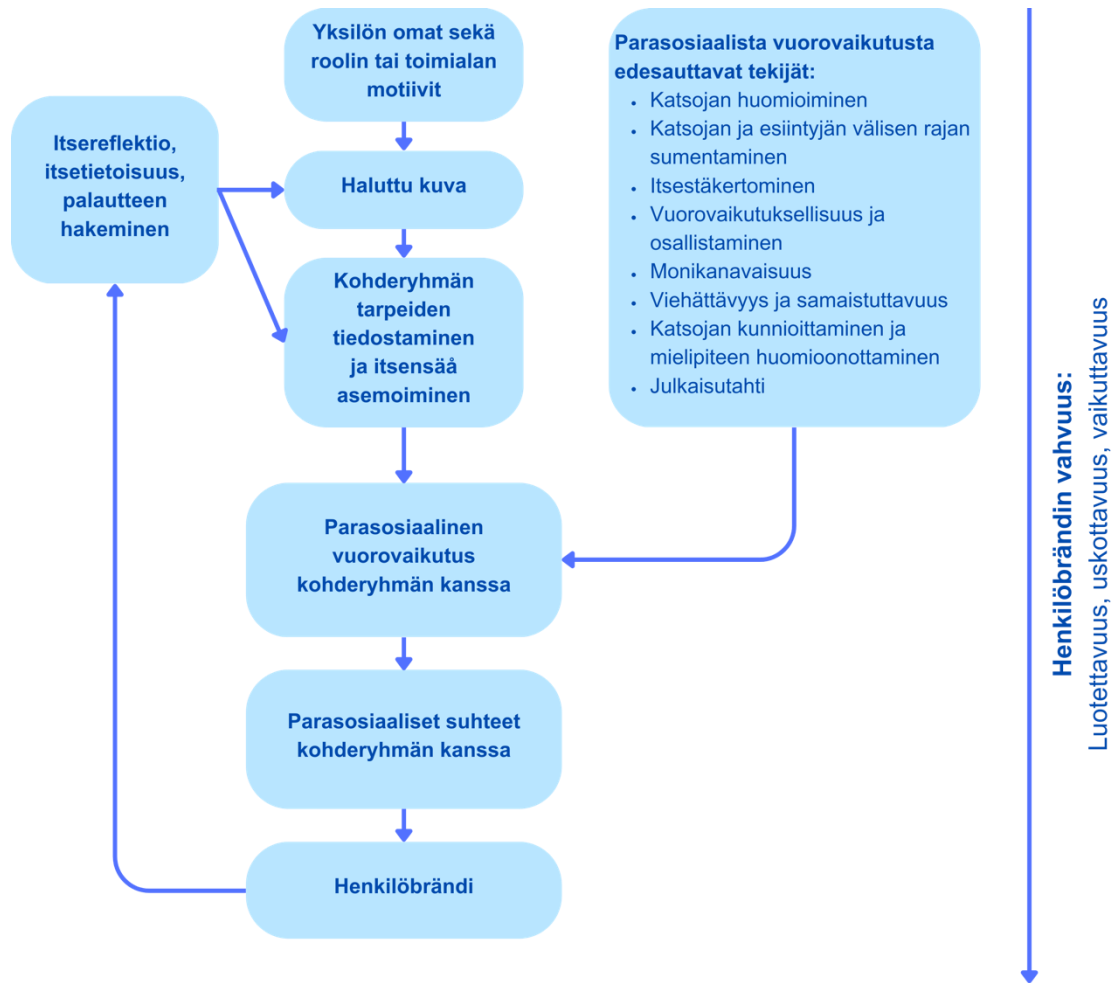 Yksilön omat sekä
roolin tai toimialan
motiivit
Itsereflektio,
itsetietoisuus,
palautteen
hakeminen
Haluttu kuva
Kohderyhmän
tarpeiden
tiedostaminen
ja itsensäå
asemoiminen
Parasosiaalista vuorovaikutusta
edesauttavat tekijät:
• Katsojan huomioiminen
• Katsojan ja esiintyjän välisen rajan
sumentaminen
• Itsestäkertominen
• Vuorovaikutuksellisuus ja
osallistaminen
• Monikanavaisuus
• Viehättävyys ja samaistuttavuus
• Katsojan kunnioittaminen ja
mielipiteen huomioonottaminen
• Julkaisutahti
Parasosiaalinen
vuorovaikutus
kohderyhmän kanssa
Parasosiaaliset suhteet
kohderyhmän kanssa
Henkilöbrändi
Henkilöbrändin vahvuus:
Luotettavuus, uskottavuus, vaikuttavuus